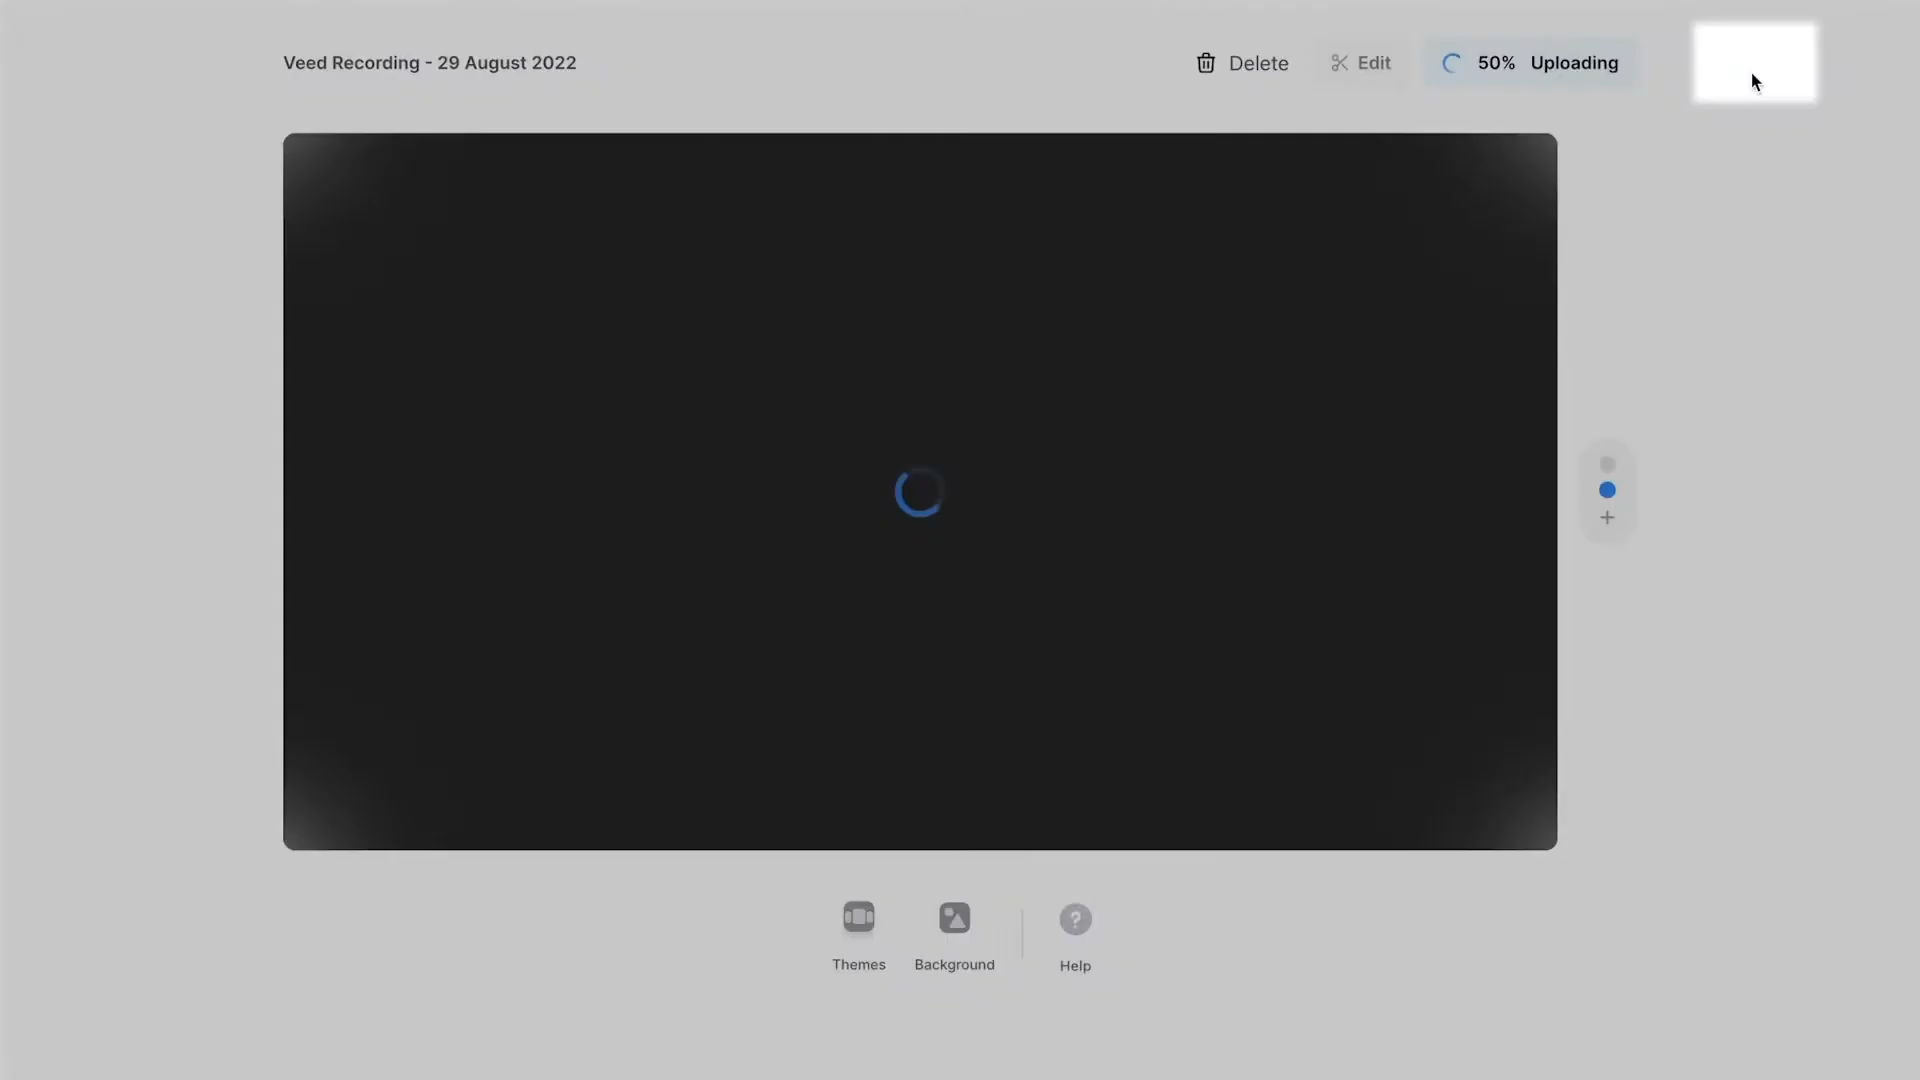 Veed Recording - 29 August 2022
Delete
Edit
50% Uploading
Themes
Background
Help